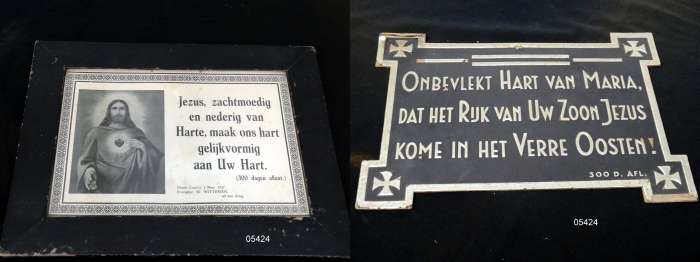 Jezus, zachtmoedig
en nederig van
Harte, maak ons hart
gelijkvormig
aan Uw Hart.
(300 dagen aflaat.)
05424
ONBEVLEKT HART VAN MARIA,
DAT HET RIJK VAN UW ZOON JEZUS
KOME IN HET VERRE OOSTEN!
300 D. AFL.
05424